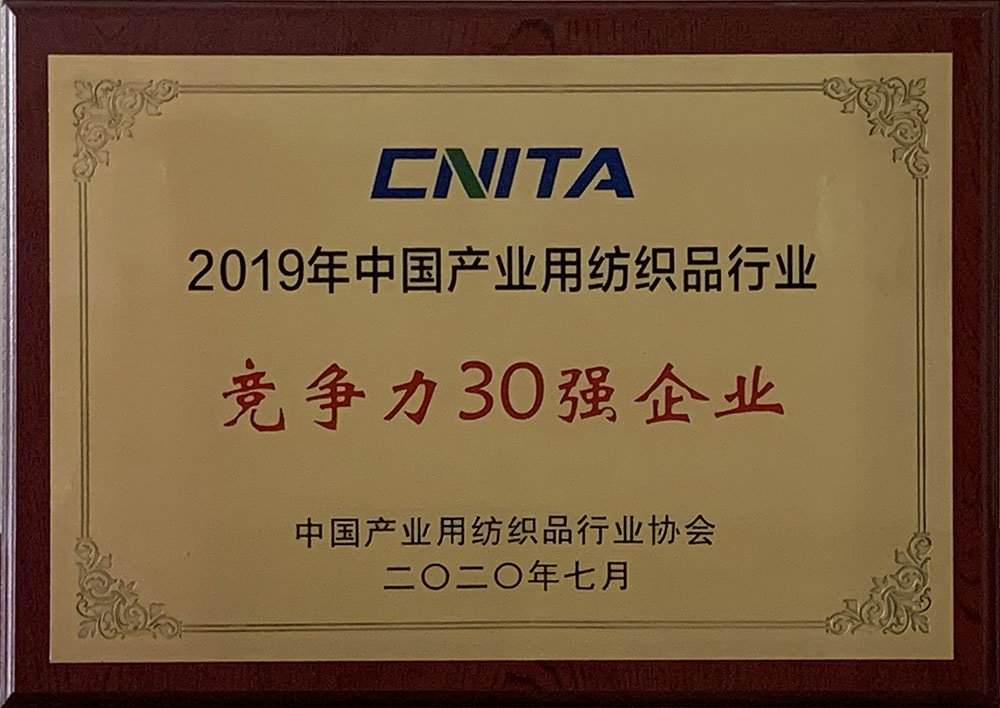 CNITA
2019年中国产业用纺织品行业
竞争力30强企业
中国产业用纺织品行业协会
二〇二〇年七月